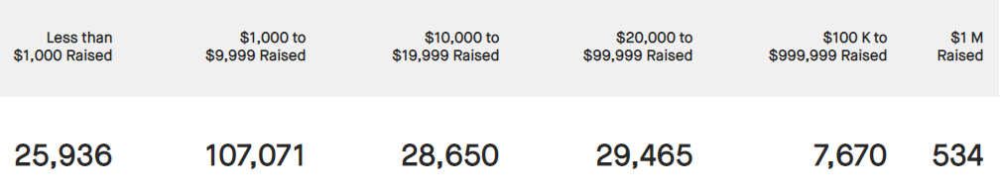 Less than
$1,000 Raised
$1,000 to
$9,999 Raised
$10,000 to
$19,999 Raised
$20,000 to
$99,999 Raised
$100 K to
$999,999 Raised
$1 M
Raised
25,936
107,071
28,650
29,465
7,670
534